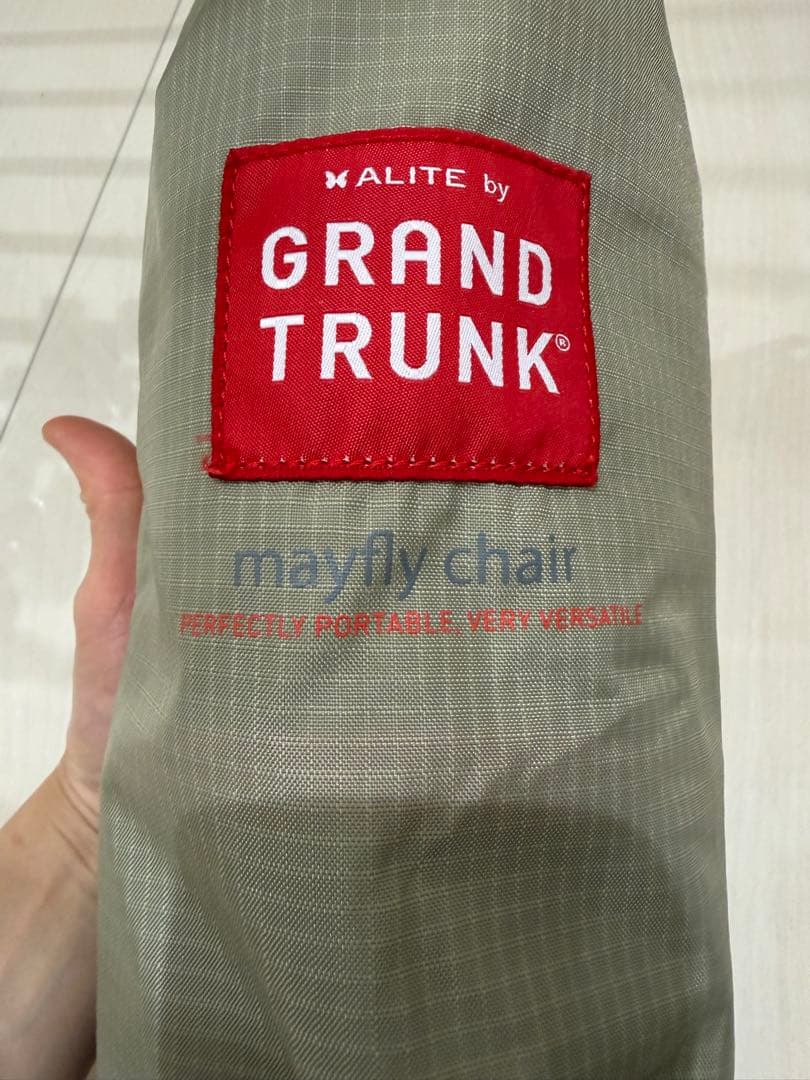 ALITE by
GRAND
TRUNK®
mayfly chair
PERFECTLY PORTABLE, VERY VERSATILE